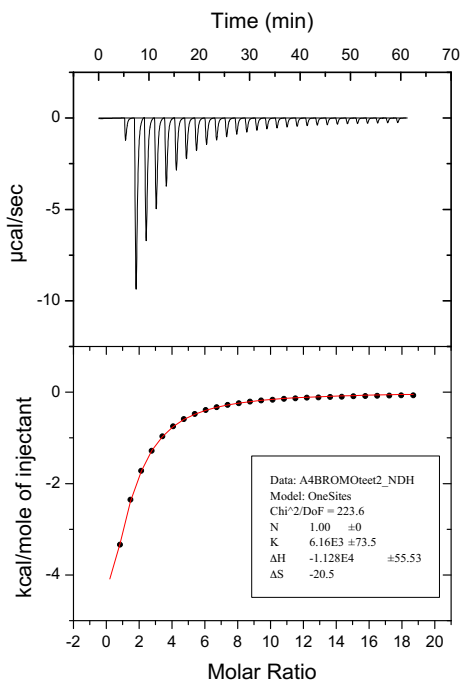 Time (min)
0 10 20 30 40 50 60 70
0
-5
-10
µcal/sec
0
-2
-4
kcal/mole of injectant
Data: A4BROMOteet2_NDH
Model: OneSites
Chi^2/DoF = 223.6
N 1.00 ±0
K 6.16E3 ±73.5
ΔH -1.128E4 ±55.53
ΔS -20.5
-2 0 2 4 6 8 10 12 14 16 18 20
Molar Ratio